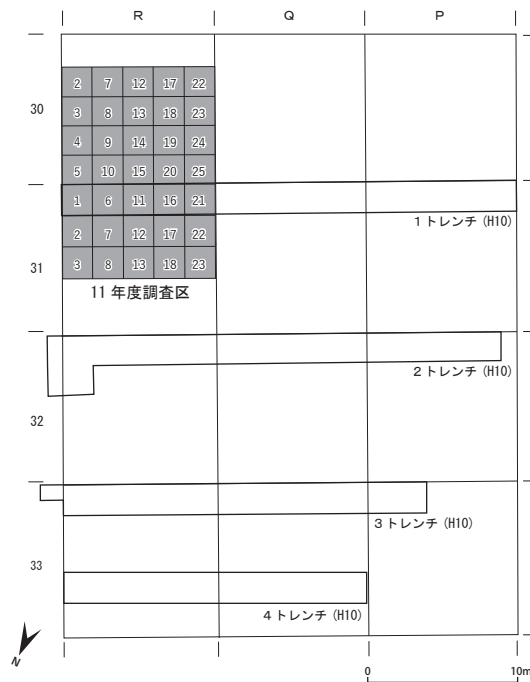 R Q P
30
2 7 12 17 22
3 8 13 18 23
4 9 14 19 24
5 10 15 20 25
1 6 11 16 21
1トレンチ(H10)
2 7 12 17 22
31
3 8 13 18 23
11年度調査区
2トレンチ(H10)
32
3トレンチ(H10)
33
4トレンチ(H10)
N
0 10m